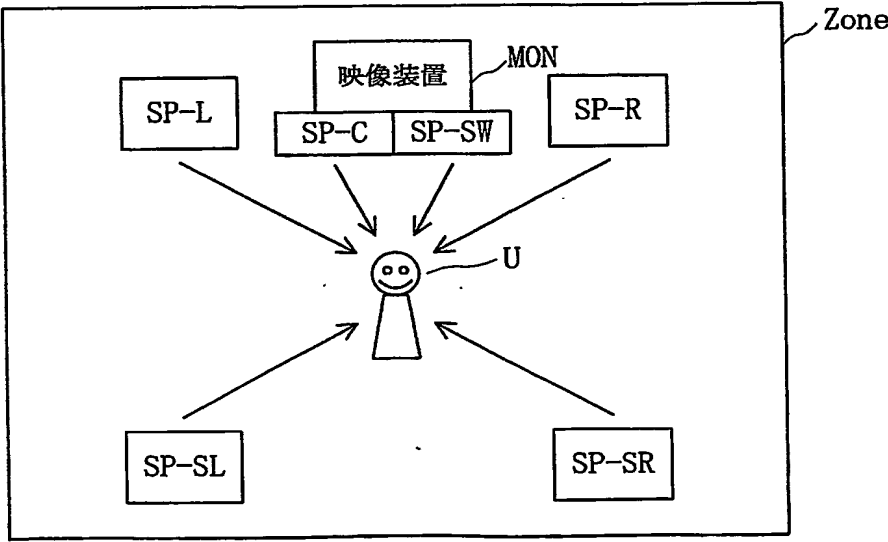 Zone
映像装置
MON
SP-L
SP-R
SP-C
SP-SW
U
SP-SL
SP-SR